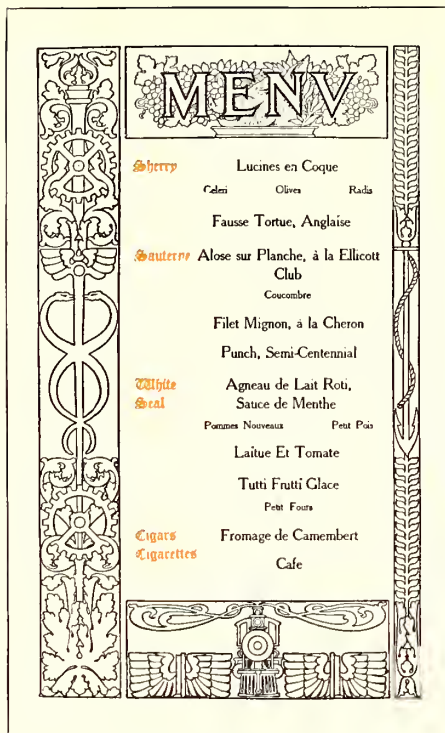 MENV
Sherry Lucines en Coque
Celeri Olives Radis
Fausse Tortue, Anglaise
Sauterne Alose sur Planche, à la Ellicott
Club
Coucombre
Filet Mignon, á la Cheron
Punch, Semi-Centennial
White Agneau de Lait Roti,
Seal Sauce de Menthe
Pommes Nouveaux Petit Pois
Laitue Et Tomate
Tutti Frutti Glace
Petit Fours
Cigars Fromage de Camembert
Cigarettes
Cafe